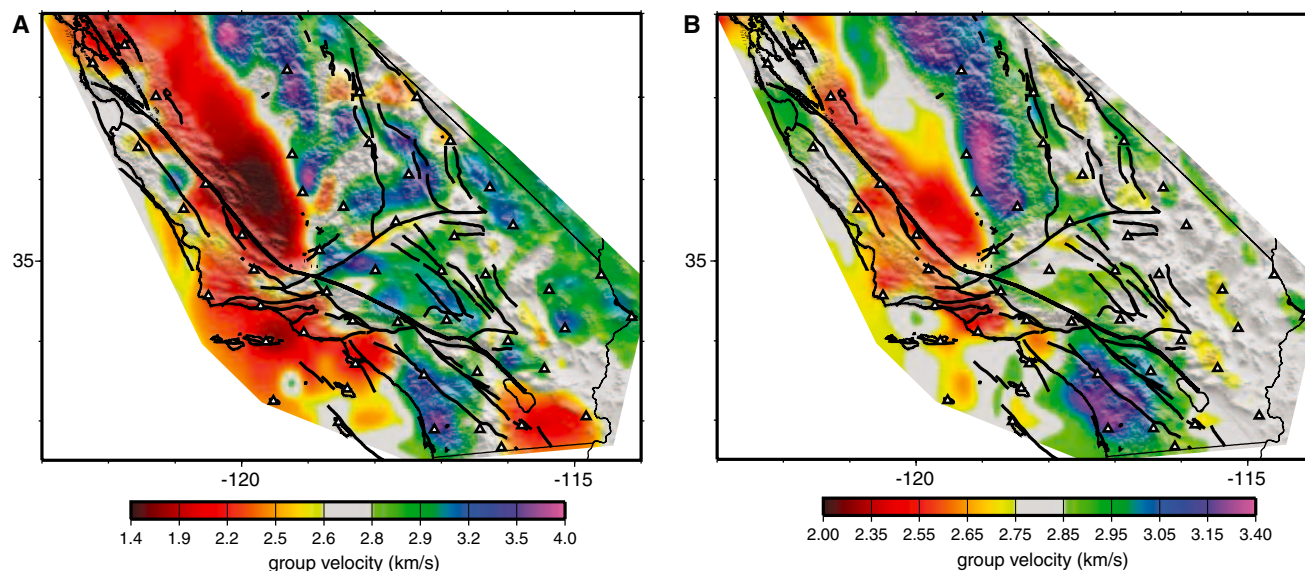 A
B
35
35
-120
-115
-120
-115
1.4 1.9 2.2 2.5 2.6 2.8 2.9 3.2 3.5 4.0
2.00 2.35 2.55 2.65 2.75 2.85 2.95 3.05 3.15 3.40
group velocity (km/s)
group velocity (km/s)